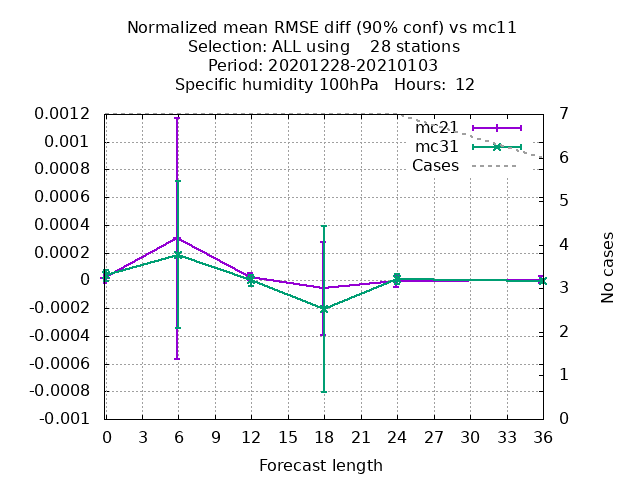 Normalized mean RMSE diff (90% conf) vs mc11
Selection: ALL using    28 stations
Period: 20201228-20210103
Specific humidity 100hPa   Hours:  12
mc21
mc31
Cases
0.0012
0.001
0.0008
0.0006
0.0004
0.0002
0
-0.0002
-0.0004
-0.0006
-0.0008
-0.001
7
6
5
4
3
2
1
0
No cases
0 3 6 9 12 15 18 21 24 27 30 33 36
Forecast length